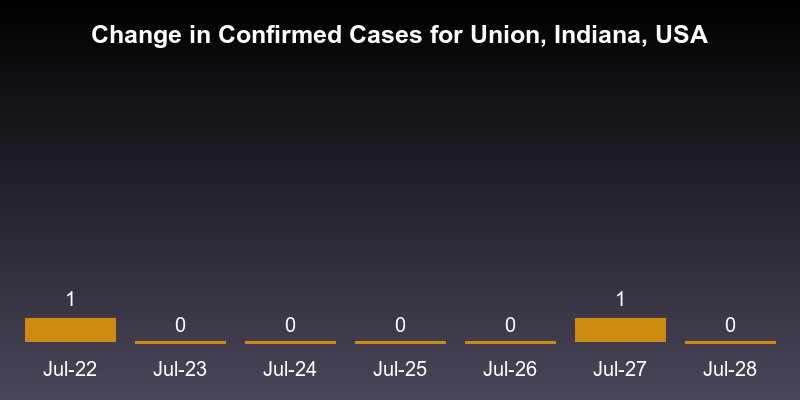 Change in Confirmed Cases for Union, Indiana, USA
1 0 0 0 0 1 0
Jul-22 Jul-23 Jul-24 Jul-25 Jul-26 Jul-27 Jul-28